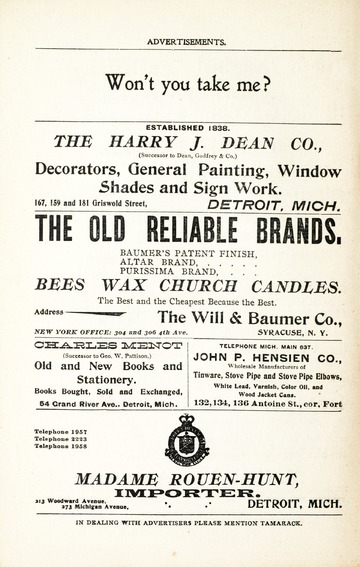 ADVERTISEMENTS.
Won't you take me?
ESTABLISHED 1838.
THE HARRY J. DEAN CO.,
(Successor to Dean, Godfrey & Co.)
Decorators, General Painting, Window
Shades and Sign Work.
167, 159 and 181 Griswold Street, DETROIT, MICH.
THE OLD RELIABLE BRANDS.
BAUMER'S PATENT FINISH,
ALTAR BRAND, . . . . .
PURISSIMA BRAND, . . .
BEES WAX CHURCH CANDLES.
The Best and the Cheapest Because the Best.
Address The Will & Baumer Co.,
NEW YORK OFFICE: 304 and 306 4th Ave. SYRACUSE, N. Y.
CHARLES MENOT
(Successor to Geo. W. Pattison.)
Old and New Books and
Stationery.
Books Bought, Sold and Exchanged,
54 Grand River Ave., Detroit, Mich.
TELEPHONE MICH. MAIN 637.
JOHN P. HENSIEN CO.,
Wholesale Manufacturers of
Tinware, Stove Pipe and Stove Pipe Elbows,
White Lead, Varnish, Color Oil, and
Wood Jacket Cans.
132, 134, 136 Antoine St., cor, Fort
Telephone 1957
Telephone 2223
Telephone 1958
MADAME ROUEN-HUNT,
IMPORTER.
213 Woodward Avenue,
273 Michigan Avenue, DETROIT, MICH.
IN DEALING WITH ADVERTISERS PLEASE MENTION TAMARACK.